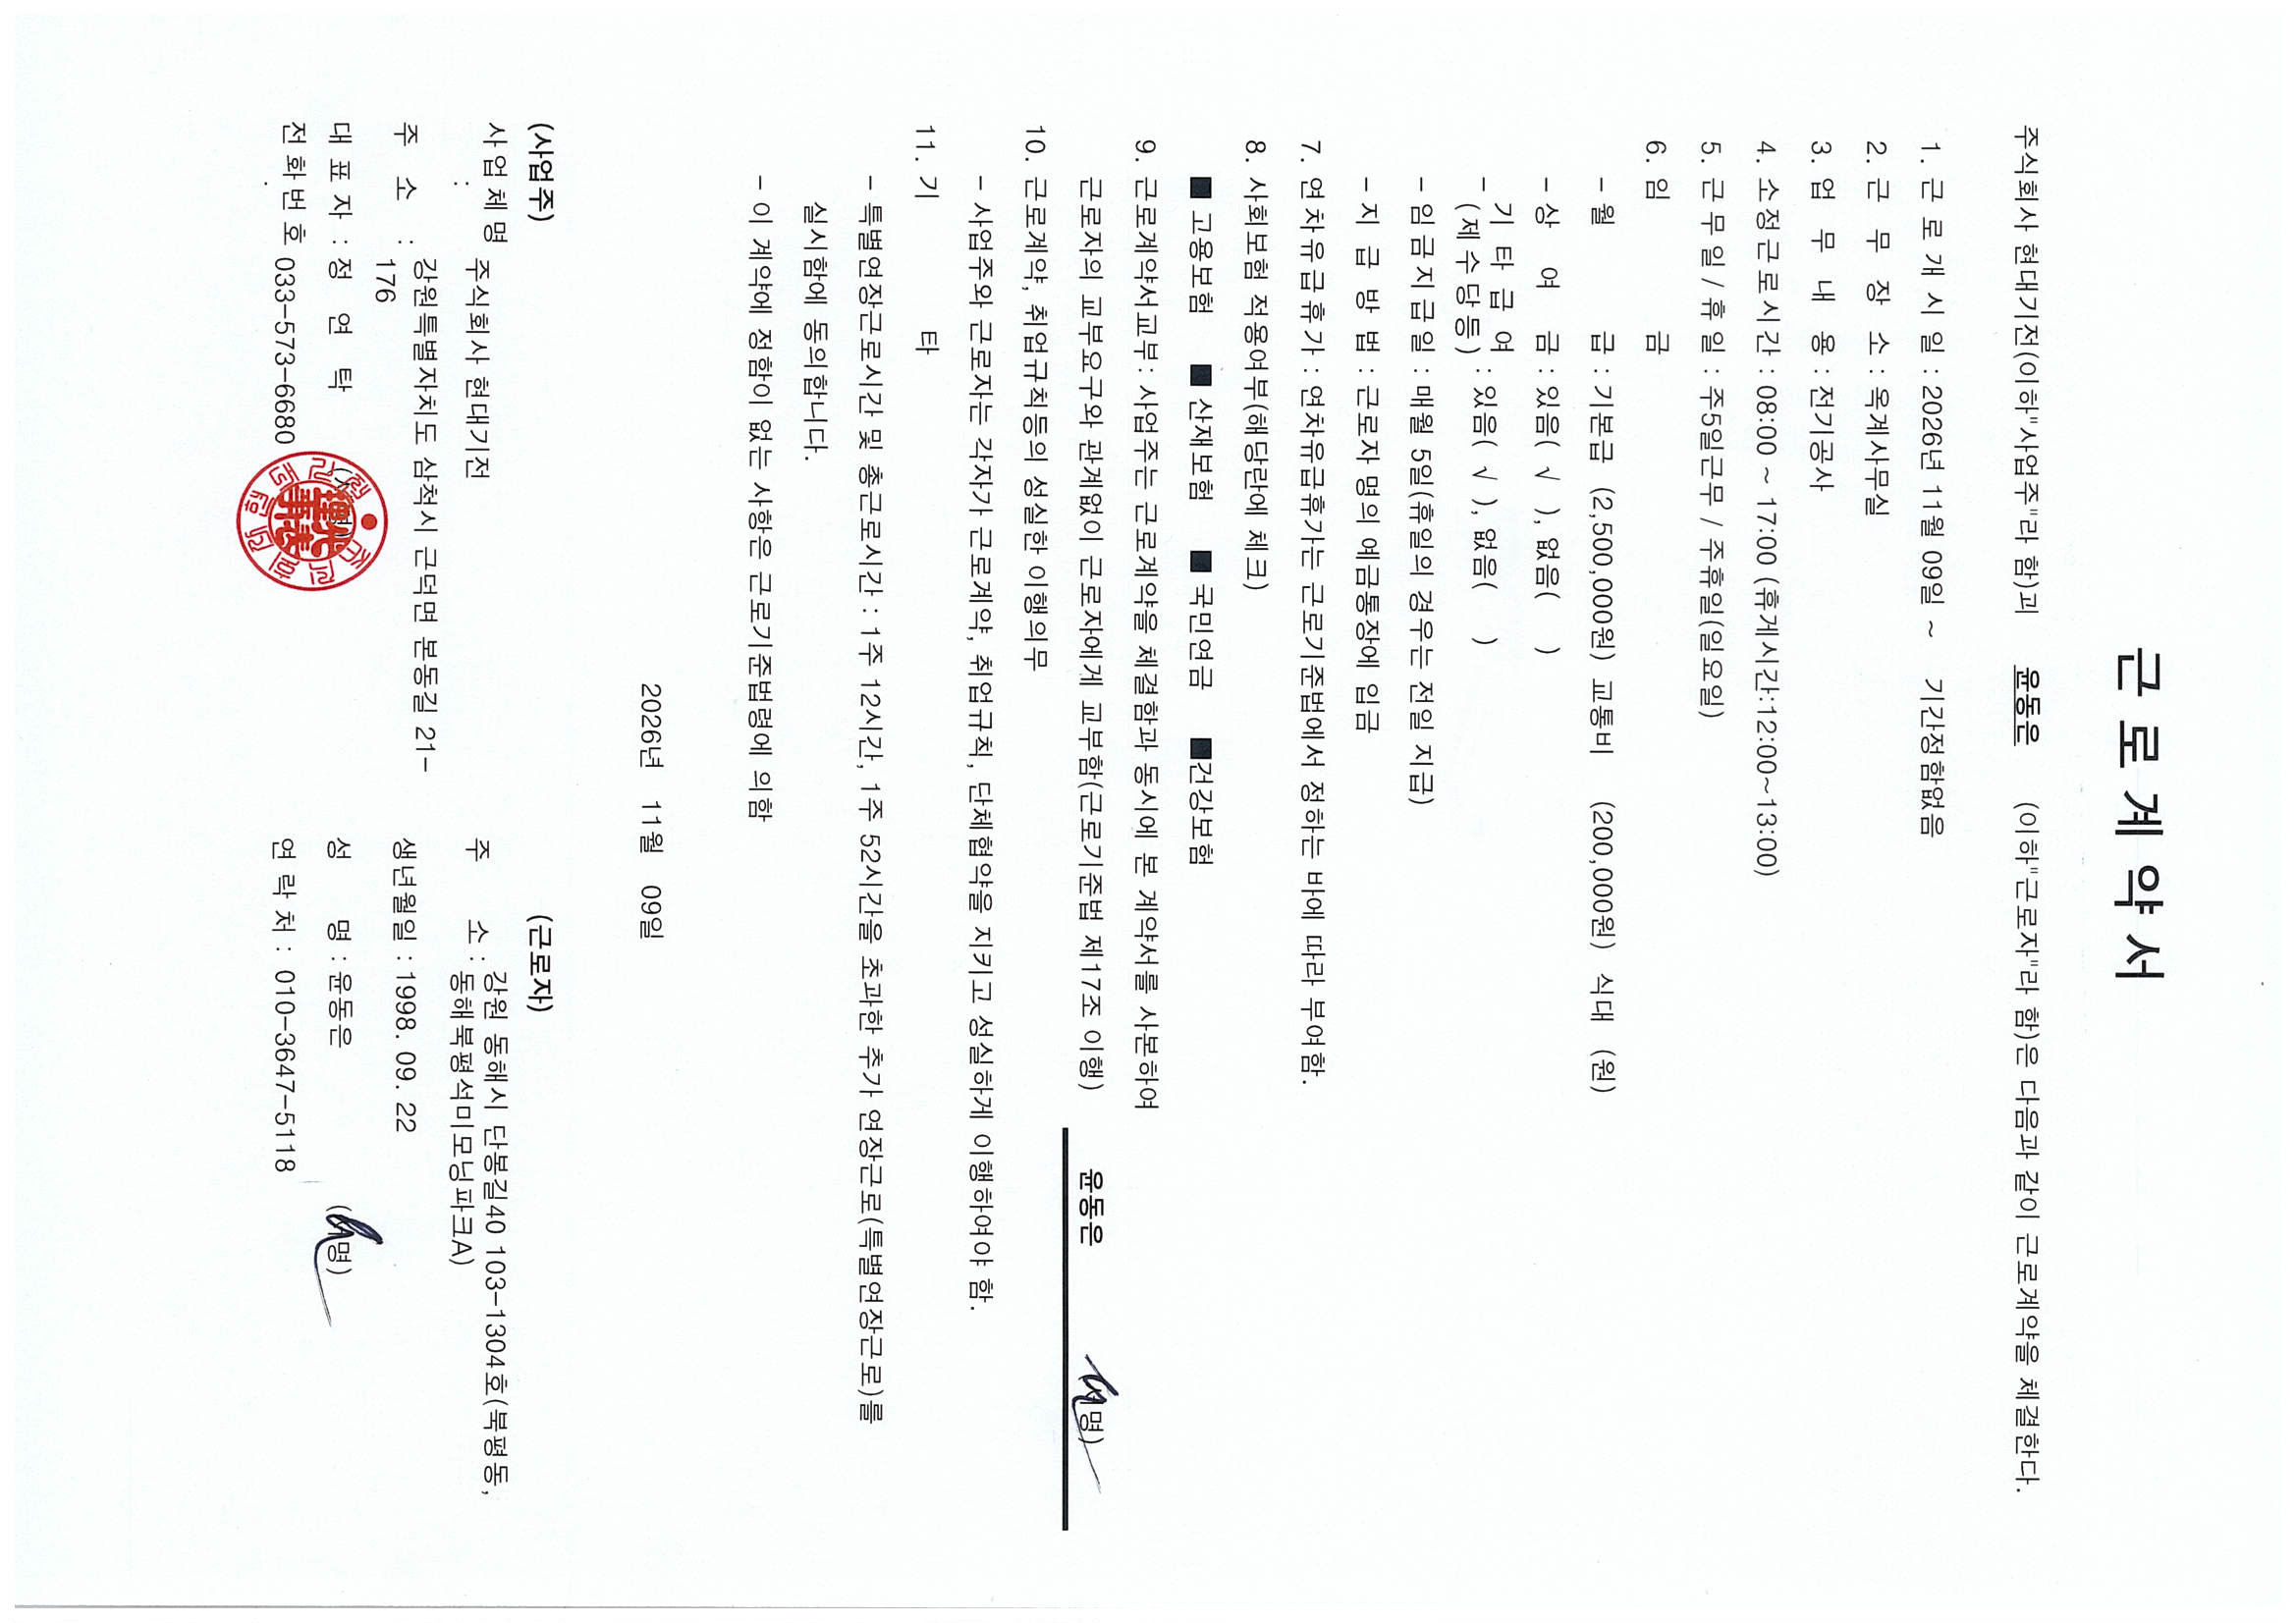 근로계약서
주식회사 현대기전(이하"사업주"라 함)괴 윤동은 (이하"근로자"라 함)은 다음과 같이 근로계약을 체결한다.
1. 근로개시일 : 2026년 11월 09일 ~ 기간정함없음
2. 근무장소 : 옥계사무실
3. 업무내용 : 전기공사
4. 소정근로시간 : 08:00 ~ 17:00 (휴게시간:12:00~13:00)
5. 근무일/휴일 : 주5일근무 / 주휴일(일요일)
6. 임금
– 월급 : 기본급 (2,500,000원) 교통비 (200,000원) 식대 (원)
– 상여금 : 있음( √ ), 없음( )
– 기타급여(제수당등) : 있음( √ ), 없음( )
– 임금지급일 : 매월 5일(휴일의 경우는 전일 지급)
– 지급방법 : 근로자 명의 예금통장에 입금
7. 연차유급휴가 : 연차유급휴가는 근로기준법에서 정하는 바에 따라 부여함.
8. 사회보험 적용여부(해당란에 체크)
■ 고용보험 ■ 산재보험 ■ 국민연금 ■건강보험
9. 근로계약서교부: 사업주는 근로계약을 체결함과 동시에 본 계약서를 사본하여
근로자의 교부요구와 관계없이 근로자에게 교부함(근로기준법 제17조 이행) 윤동은 (서명)
10. 근로계약, 취업규칙등의 성실한 이행의무
– 사업주와 근로자는 각자가 근로계약, 취업규칙, 단체협약을 지키고 성실하게 이행하여야 함.
11. 기타
– 특별연장근로시간 및 총근로시간 : 1주 12시간, 1주 52시간을 초과한 추가 연장근로(특별연장근로)를
실시함에 동의합니다.
– 이 계약에 정함이 없는 사항은 근로기준법령에 의함
2026년 11월 09일
(사업주)
사업체명 : 주식회사 현대기전
주소 : 강원특별자치도 삼척시 근덕면 본동길 21-
176
대표자 : 정연탁 (서명)
전화번호 : 033-573-6680
(근로자)
주소 : 강원 동해시 단봉길40 103-1304호(북평동,
동해북평석미모닝파크A)
생년월일 : 1998. 09. 22
성명 : 윤동은 (서명)
연락처 : 010-3647-5118